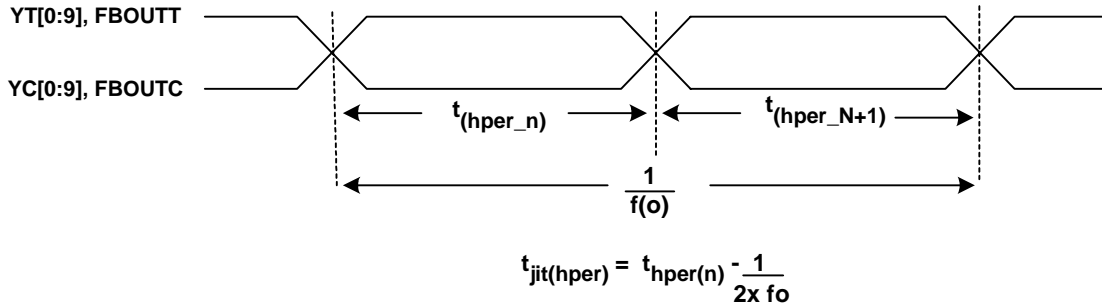 YT[0:9], FBOUTT
YC[0:9], FBOUTC
t(hper_n)
t(hper_N+1)
1
f(o)
tjit(hper) = thper(n) - 1
2x fo